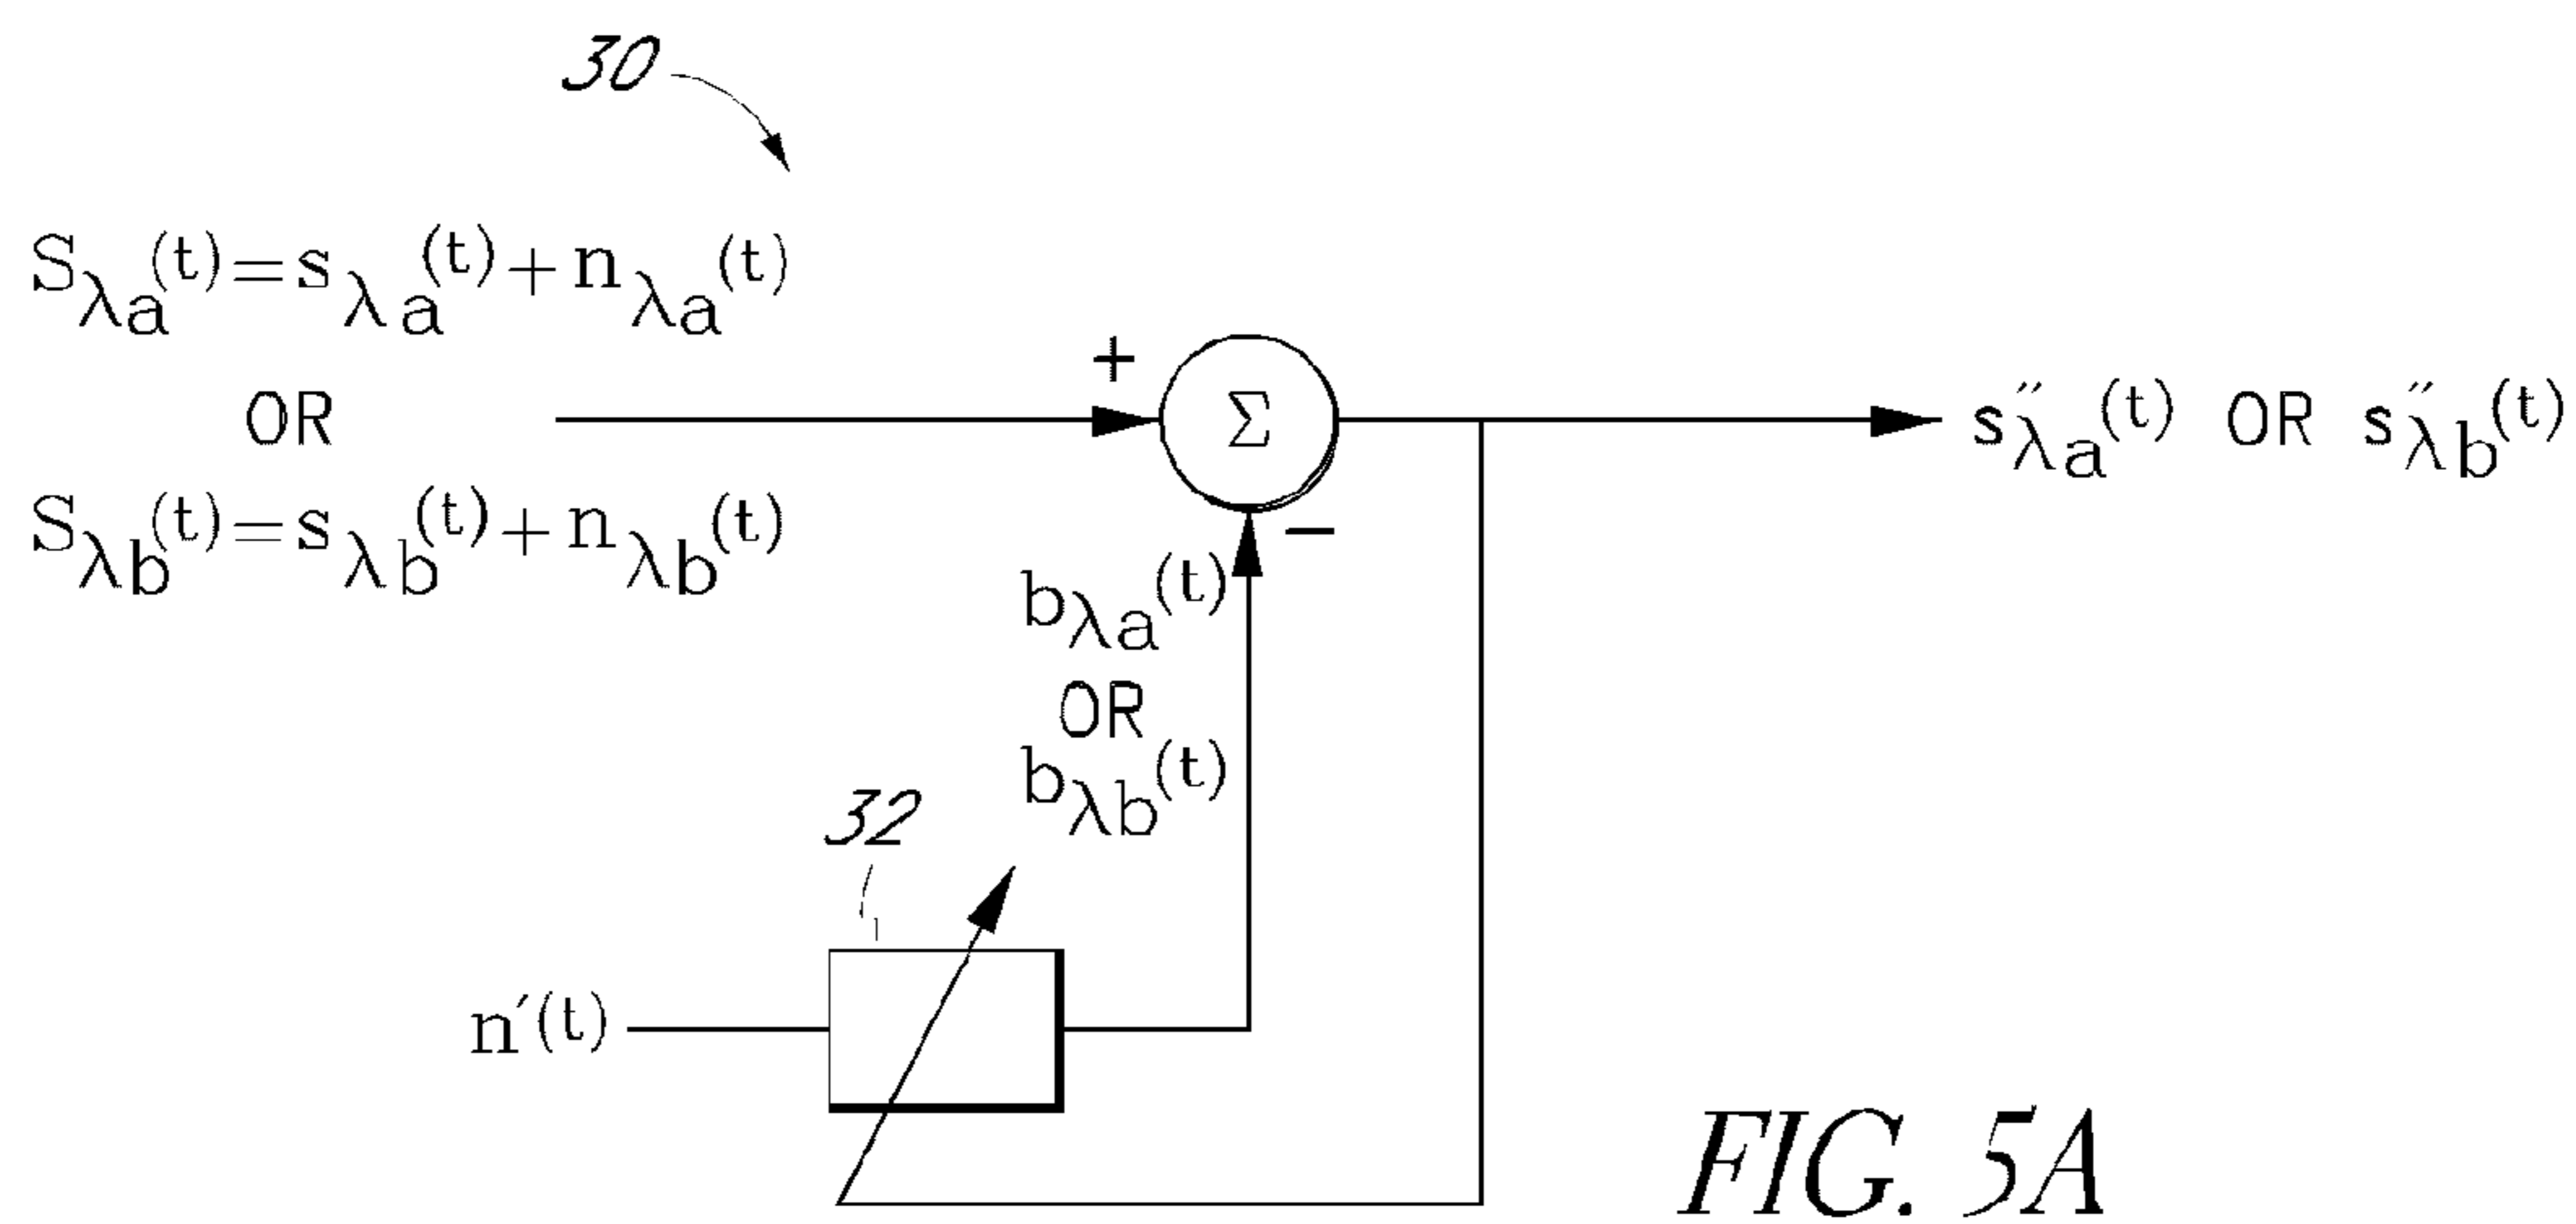 30
Sλa(t)=sλa(t)+nλa(t)
OR
Sλb(t)=sλb(t)+nλb(t)
+
Σ
−
s″λa(t) OR s″λb(t)
bλa(t)
OR
bλb(t)
32
n′(t)
FIG. 5A